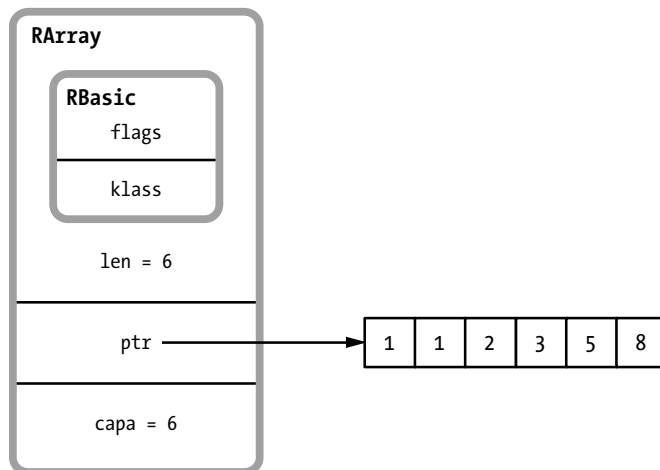 RArray
RBasic
flags
klass
len = 6
ptr
1 1 2 3 5 8
capa = 6